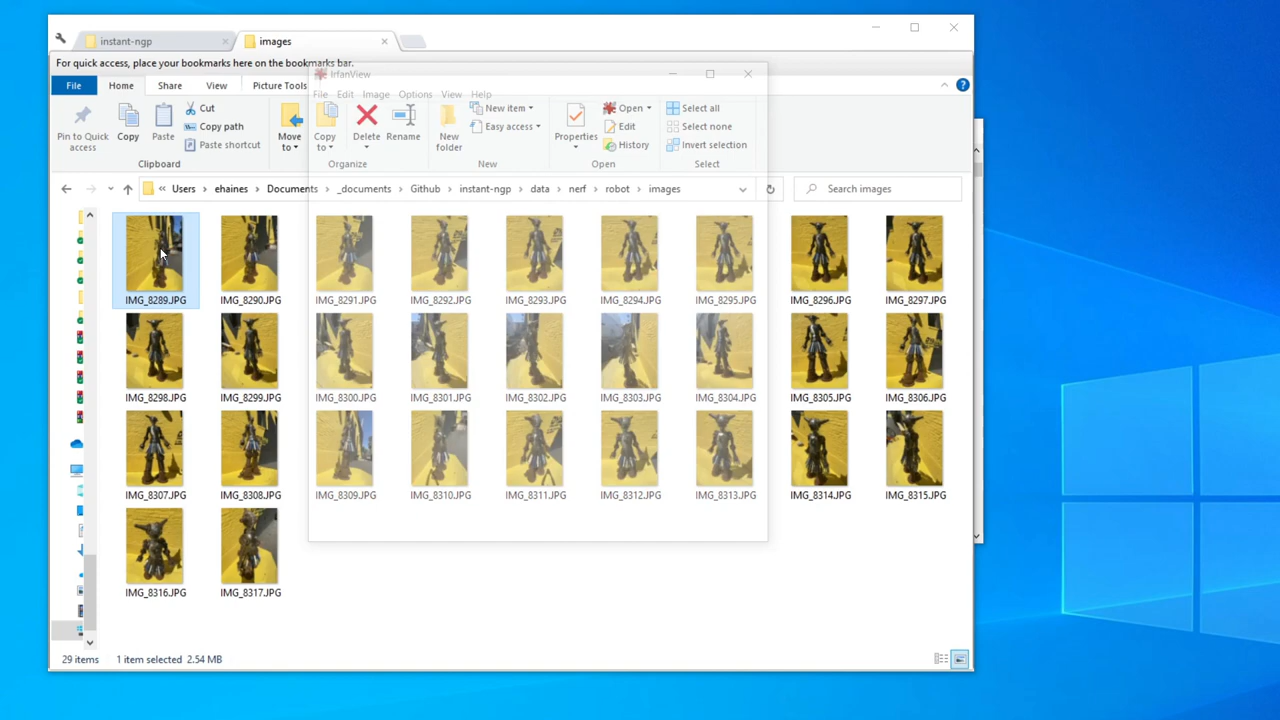 instant-ngp images
For quick access, place your bookmarks here on the bookmarks bar.
IrfanView
File Home Share View Picture Tools
File Edit Image Options View Help
Pin to Quick access
Copy
Paste
Cut
Copy path
Paste shortcut
Clipboard
Move to
Copy to
Delete
Rename
Organize
New folder
New item
Easy access
New
Properties
Open
Edit
History
Open
Select all
Select none
Invert selection
Select
« Users > ehaines > Documents > _documents > Github > instant-ngp > data > nerf > robot > images
Search images
IMG_8289.JPG IMG_8290.JPG IMG_8291.JPG IMG_8292.JPG IMG_8293.JPG IMG_8294.JPG IMG_8295.JPG IMG_8296.JPG IMG_8297.JPG
IMG_8298.JPG IMG_8299.JPG IMG_8300.JPG IMG_8301.JPG IMG_8302.JPG IMG_8303.JPG IMG_8304.JPG IMG_8305.JPG IMG_8306.JPG
IMG_8307.JPG IMG_8308.JPG IMG_8309.JPG IMG_8310.JPG IMG_8311.JPG IMG_8312.JPG IMG_8313.JPG IMG_8314.JPG IMG_8315.JPG
IMG_8316.JPG IMG_8317.JPG
29 items 1 item selected 2.54 MB